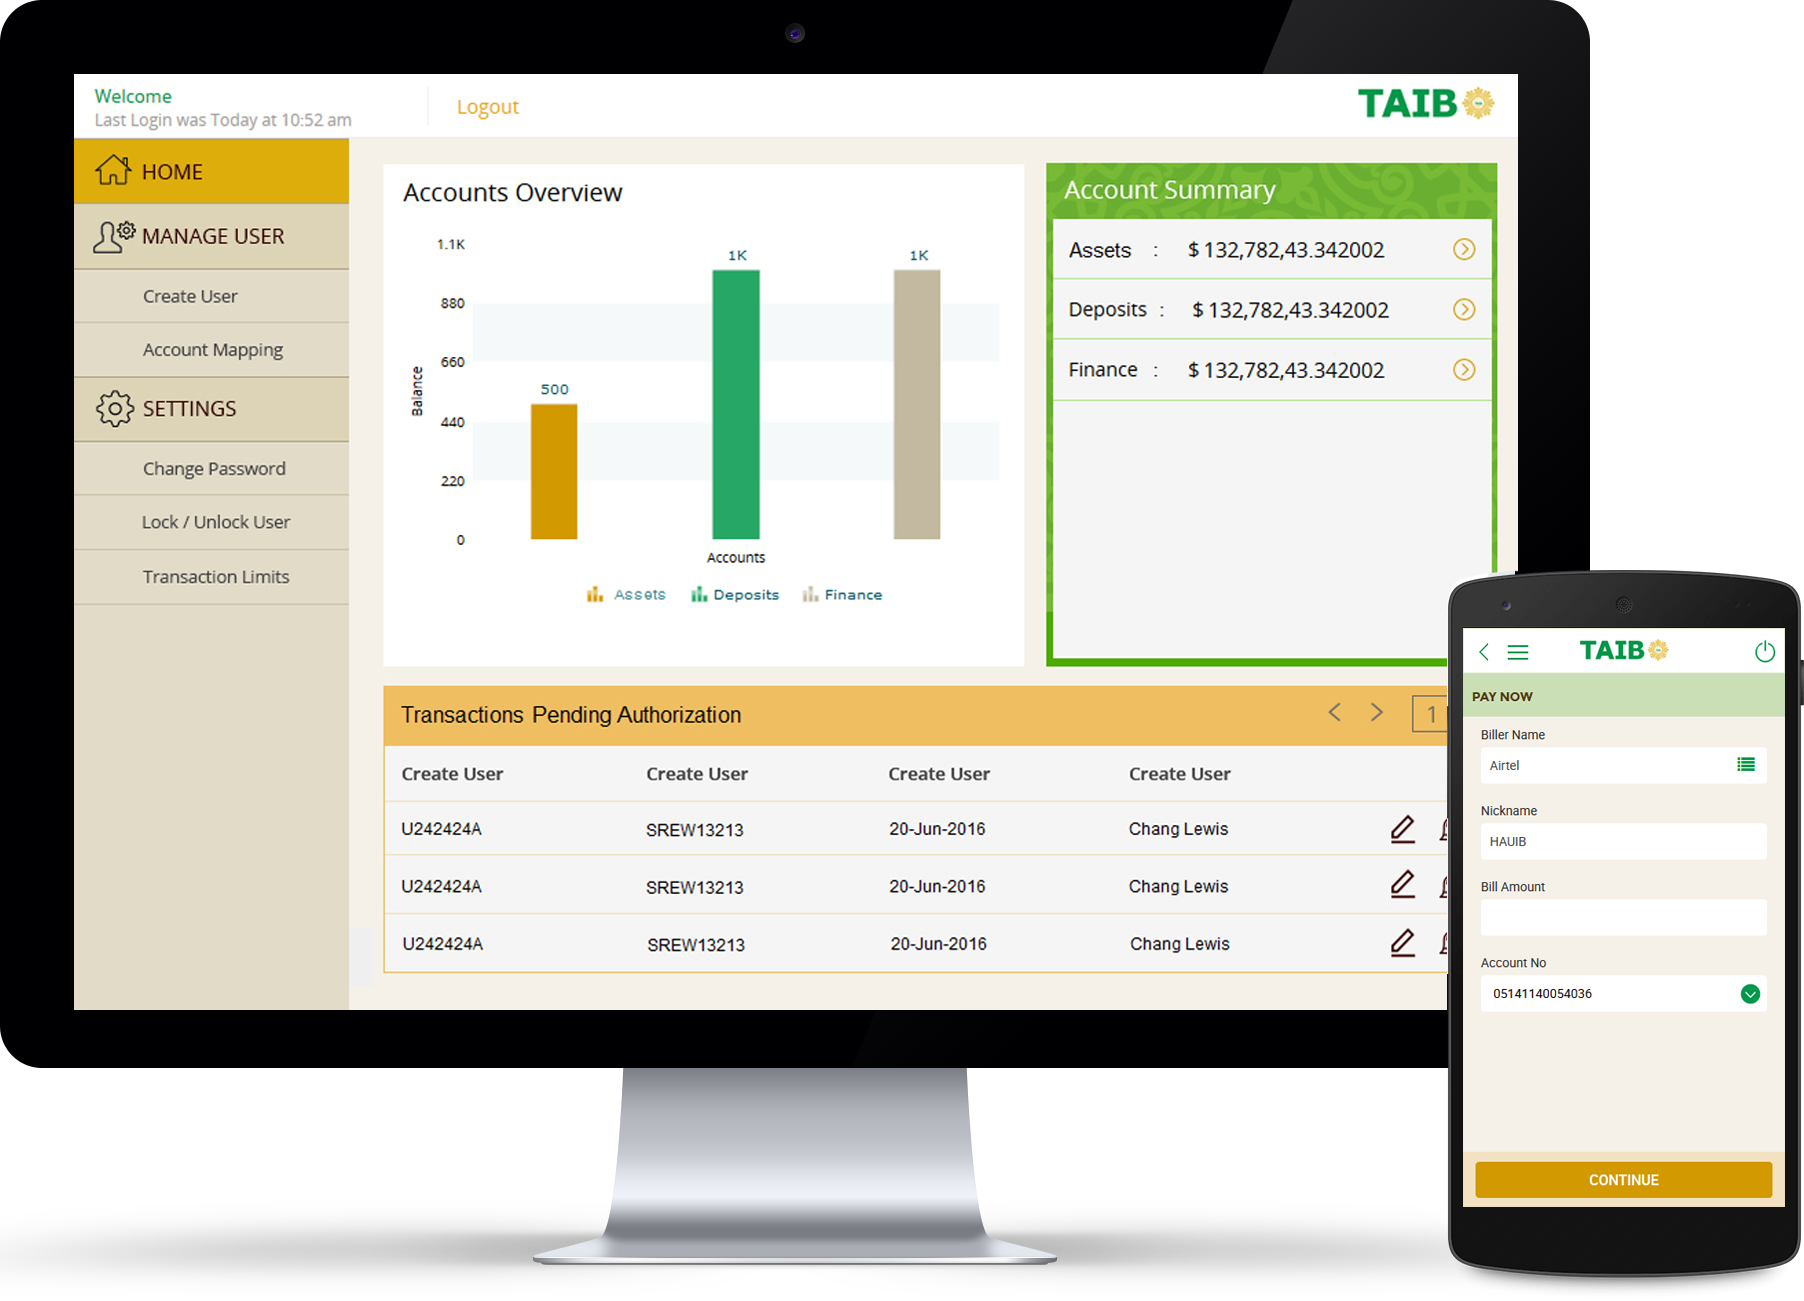 Welcome
Last Login was Today at 10:52 am
Logout
TAIB
HOME
MANAGE USER
Create User
Account Mapping
SETTINGS
Change Password
Lock / Unlock User
Transaction Limits
Accounts Overview
1.1K
880
660
440
220
0
Balance
500
1K
1K
Accounts
Assets Deposits Finance
Account Summary
Assets : $ 132,782,43.342002
Deposits : $ 132,782,43.342002
Finance : $ 132,782,43.342002
Transactions Pending Authorization
1
Create User Create User Create User Create User
U242424A SREW13213 20-Jun-2016 Chang Lewis
U242424A SREW13213 20-Jun-2016 Chang Lewis
U242424A SREW13213 20-Jun-2016 Chang Lewis
TAIB
PAY NOW
Biller Name
Airtel
Nickname
HAUIB
Bill Amount
Account No
05141140054036
CONTINUE